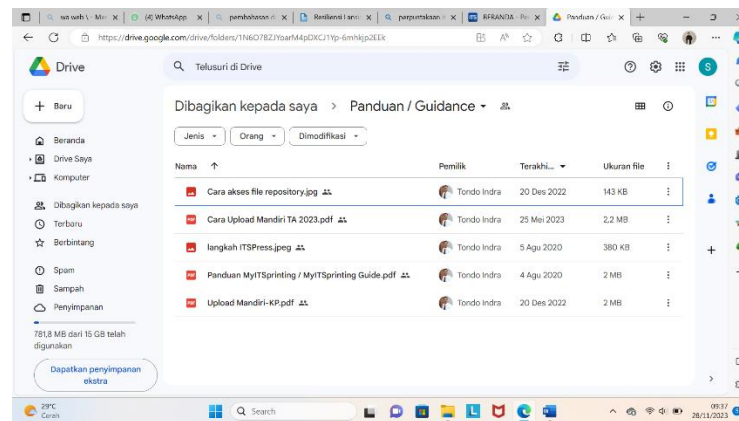 wa web \
(4) WhatsApp
pembahasan
perpustakaan
BERANDA
Panduan / Gui
https://drive.google.com/drive/folders/
Drive
Telusuri di Drive
S
Baru
Dibagikan kepada saya > Panduan / Guidance
Jenis
Orang
Dimodifikasi
Beranda
Drive Saya
Komputer
Dibagikan kepada saya
Terbaru
Berbintang
Spam
Sampah
Penyimpanan
781,8 MB dari 15 GB telah
digunakan
Dapatkan penyimpanan
ekstra
Nama Pemilik Terakhi... Ukuran file
Cara akses file repository.jpg Tondo Indra 20 Des 2022 143 KB
Cara Upload Mandiri TA 2023.pdf Tondo Indra 25 Mei 2023 2,2 MB
langkah ITSPress.jpeg Tondo Indra 5 Agu 2020 380 KB
Panduan MyITSprinting / MyITSprinting Guide.pdf Tondo Indra 4 Agu 2020 2 MB
Upload Mandiri-KP.pdf Tondo Indra 20 Des 2022 2 MB
29°C
Cerah
Search
09:37
28/11/2023